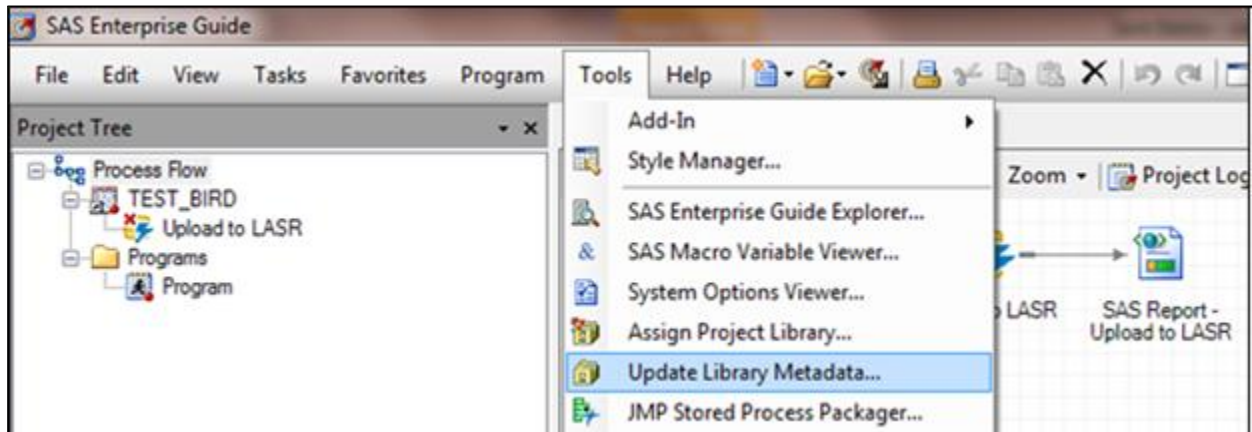 SAS Enterprise Guide
File Edit View Tasks Favorites Program Tools Help
Project Tree
Add-In
Process Flow
Style Manager...
Zoom
Project Log
TEST_BIRD
Upload to LASR
SAS Enterprise Guide Explorer...
Programs
SAS Macro Variable Viewer...
Program
System Options Viewer...
LASR
SAS Report -
Upload to LASR
Assign Project Library...
Update Library Metadata...
JMP Stored Process Packager...